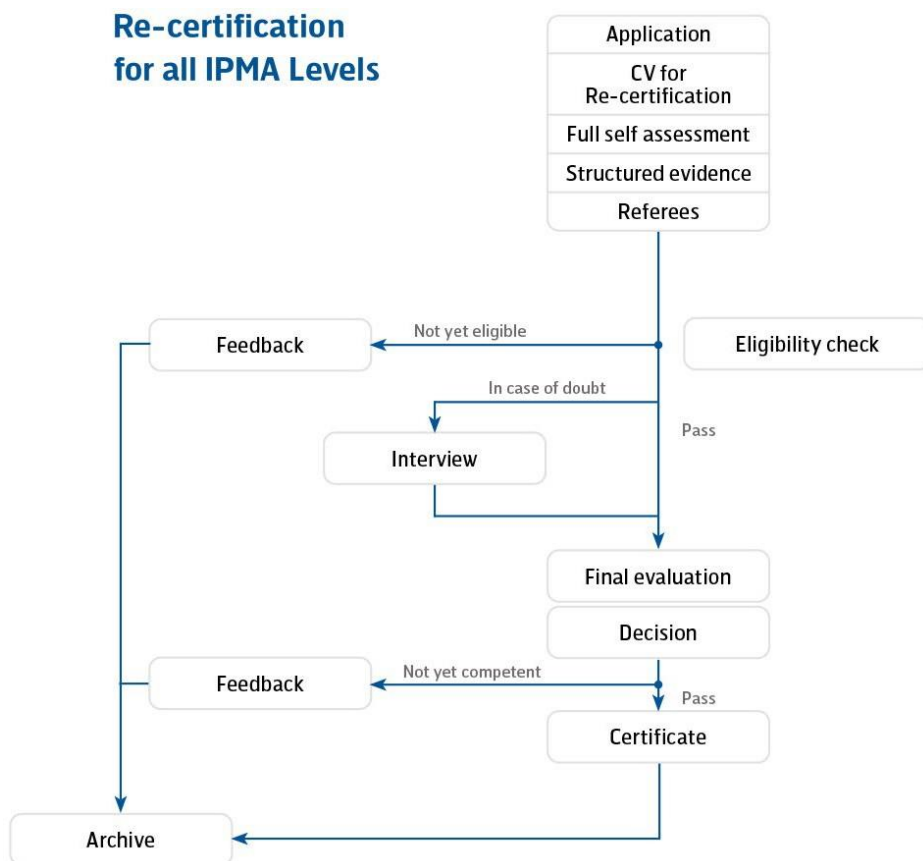 Re-certification
for all IPMA Levels
Application
CV for
Re-certification
Full self assessment
Structured evidence
Referees
Feedback
Not yet eligible
Eligibility check
In case of doubt
Pass
Interview
Final evaluation
Decision
Feedback
Not yet competent
Pass
Certificate
Archive